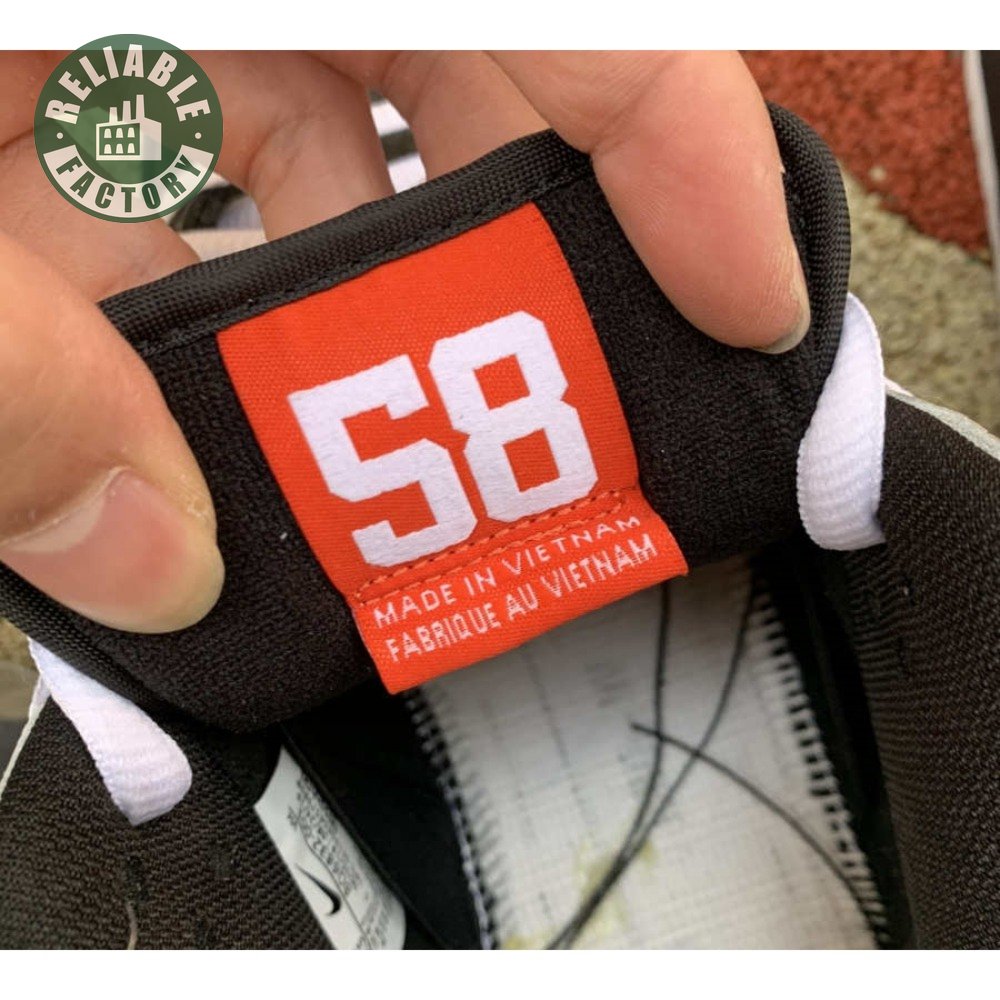 RELIABLE
FACTORY
58
MADE IN VIETNAM
FABRIQUE AU VIETNAM